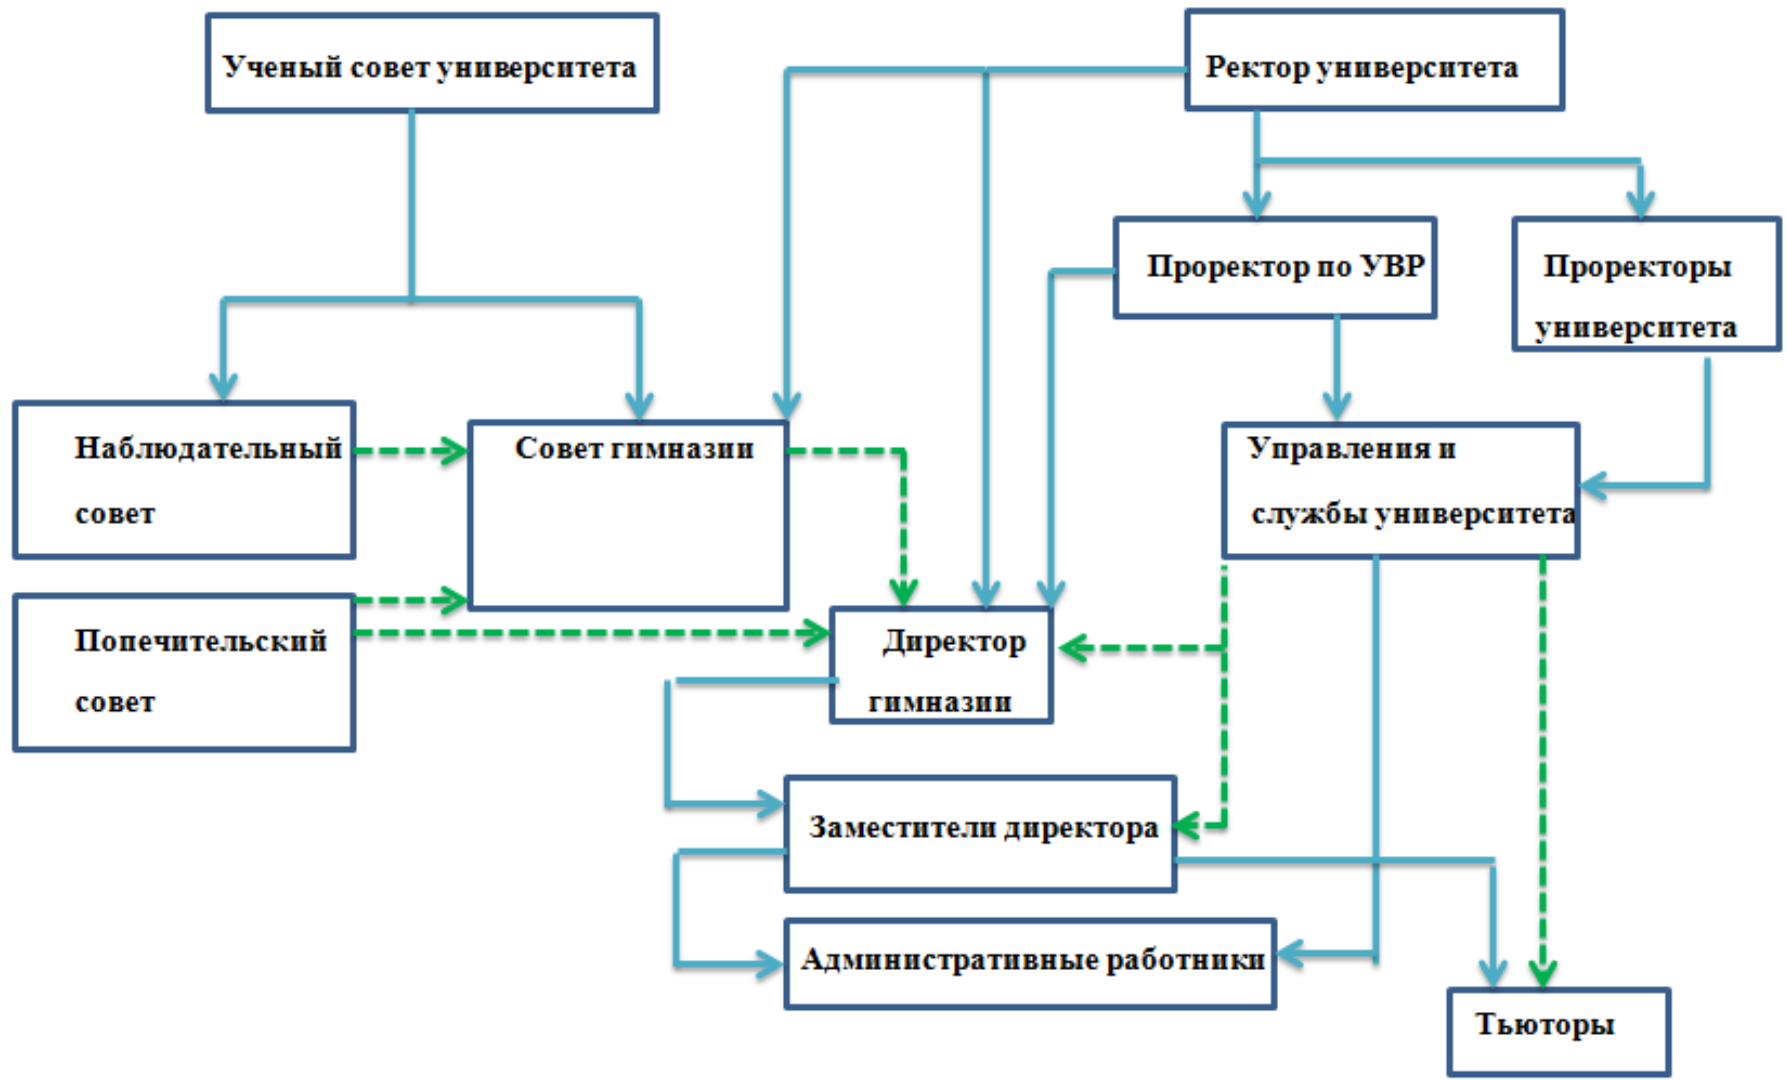 Ученый совет университета
Ректор университета
Проректор по УВР
Проректоры
университета
Наблюдательный
совет
Совет гимназии
Управления и
службы университета
Попечительский
совет
Директор
гимназии
Заместители директора
Административные работники
Тьюторы